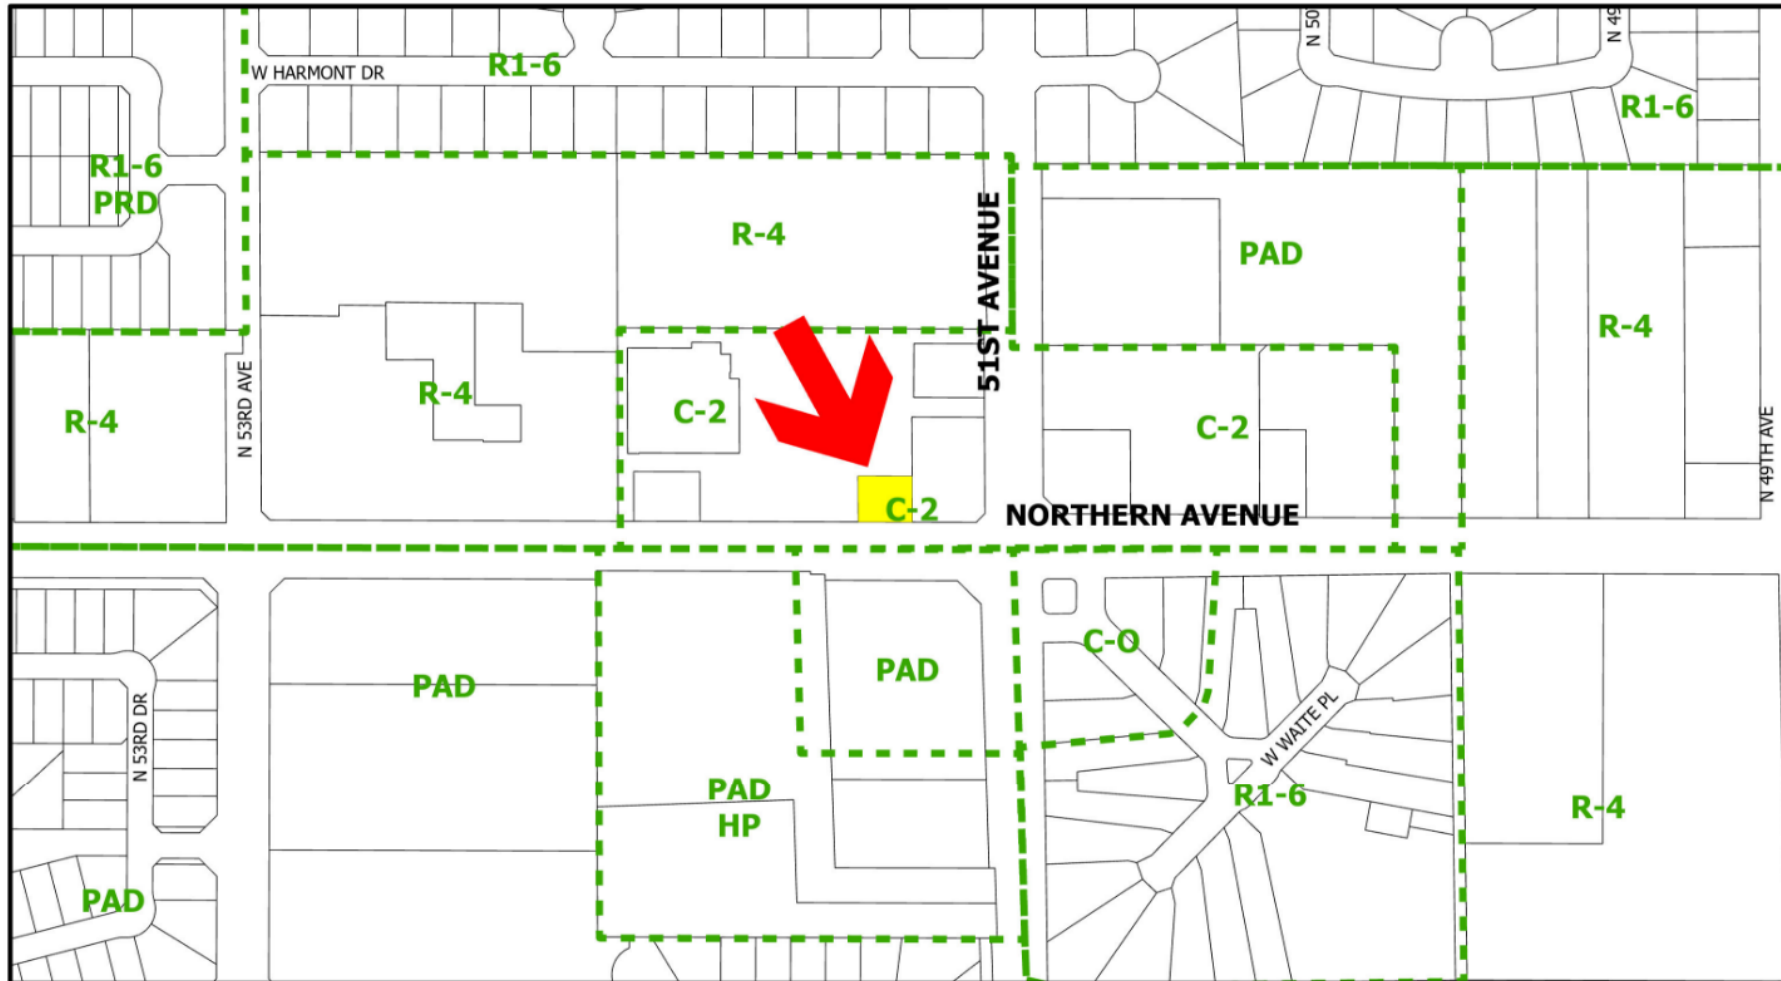 N 50
N 49
W HARMONT DR
R1-6
R1-6
R1-6
PRD
R-4
51ST AVENUE
PAD
R-4
R-4
N 53RD AVE
R-4
C-2
C-2
N 49TH AVE
C-2
NORTHERN AVENUE
C-O
PAD
PAD
N 53RD DR
W WAITE PL
PAD
HP
R1-6
R-4
PAD